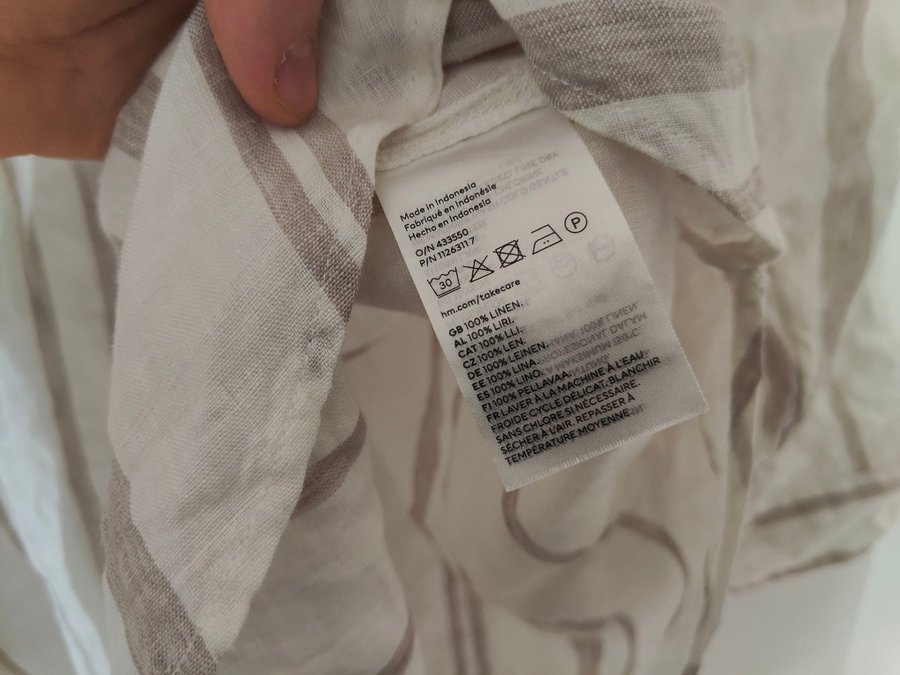 Made in Indonesia
Fabriqué en Indonésie
Hecho en Indonesia
O/N 433550
P/N 1126311 7
30
P
hm.com/takecare
GB 100% LINEN.
AL 100% LIRI.
CAT 100% LLI.
CZ 100% LEN.
DE 100% LEINEN.
EE 100% LINA.
ES 100% LINO.
FI 100% PELLAVAA.
FR LAVER À LA MACHINE À L'EAU
FROIDE CYCLE DÉLICAT. BLANCHIR
SANS CHLORE SI NÉCESSAIRE.
SÉCHER À L'AIR. REPASSER À
TEMPÉRATURE MOYENNE.